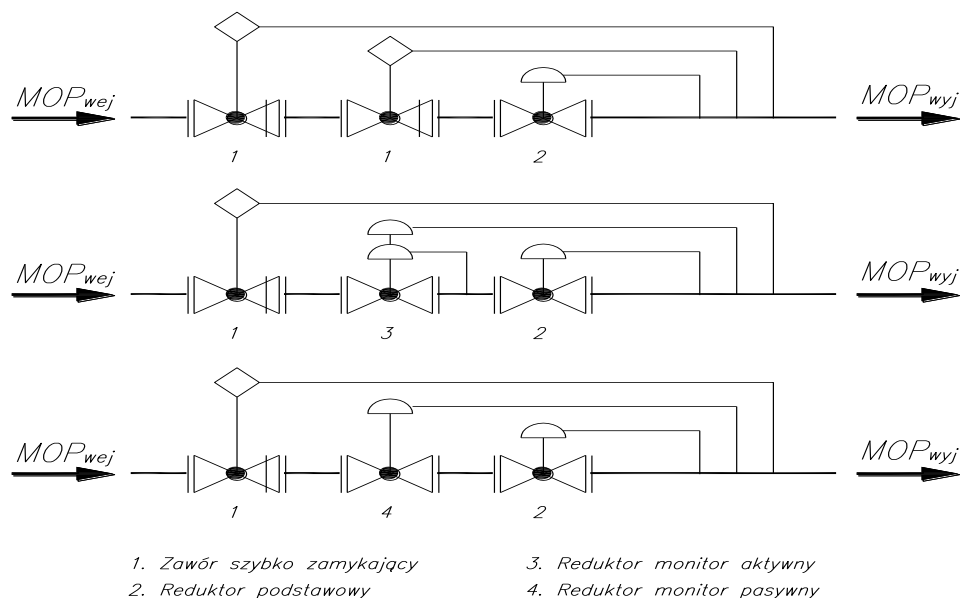 MOPwej
MOPwyj
1 1 2
MOPwej
MOPwyj
1 3 2
MOPwej
MOPwyj
1 4 2
1. Zawór szybko zamykający
2. Reduktor podstawowy
3. Reduktor monitor aktywny
4. Reduktor monitor pasywny